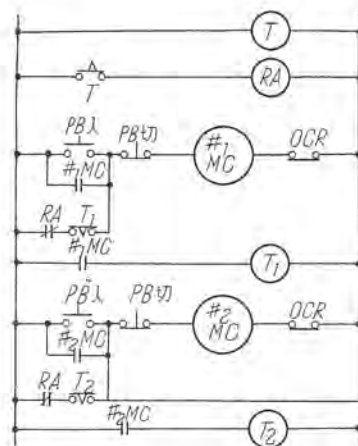 T
T
RA
PB入
PB切
#1 MC
OCR
#1MC
RA
T1
#1MC
T1
PB入
PB切
#2 MC
OCR
#2MC
RA
T2
#2MC
T2